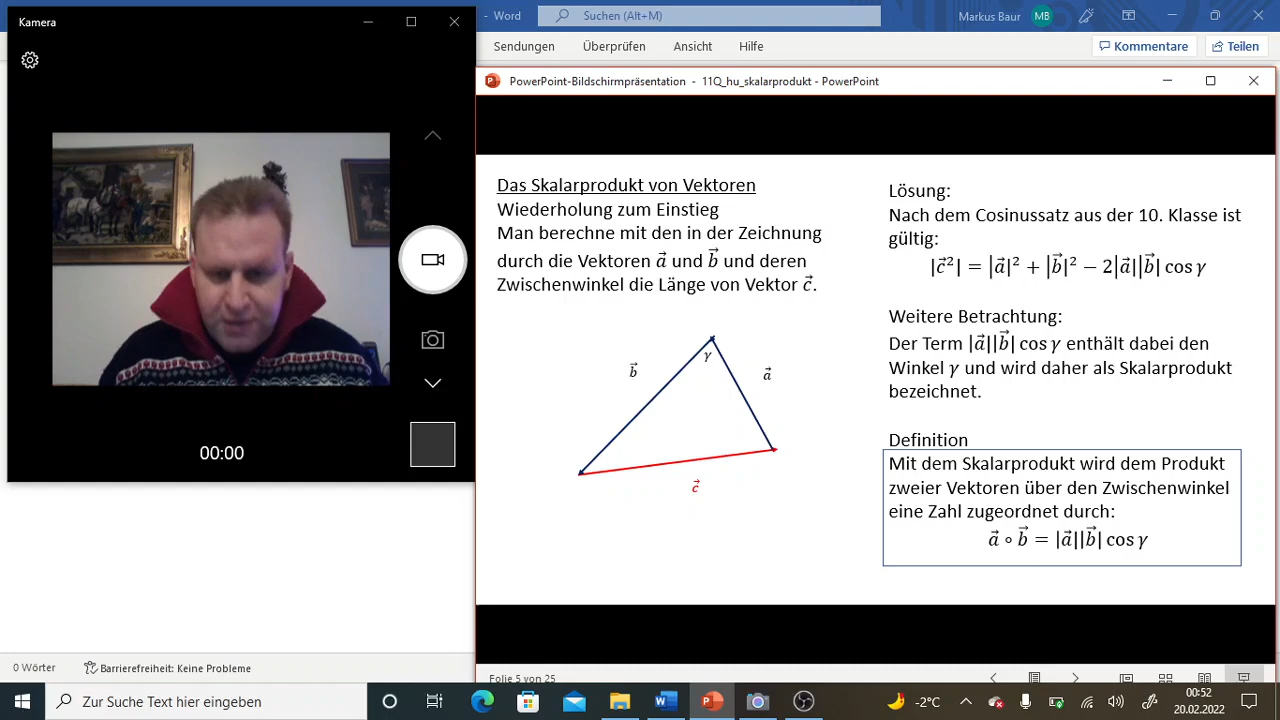 Kamera
- Word
Suchen (Alt+M)
Markus Baur
MB
Sendungen
Überprüfen
Ansicht
Hilfe
Kommentare
Teilen
PowerPoint-Bildschirmpräsentation - 11Q_hu_skalarprodukt - PowerPoint
Das Skalarprodukt von Vektoren
Wiederholung zum Einstieg
Man berechne mit den in der Zeichnung
durch die Vektoren a⃗ und b⃗ und deren
Zwischenwinkel die Länge von Vektor c⃗.
γ
b⃗
a⃗
c⃗
Lösung:
Nach dem Cosinussatz aus der 10. Klasse ist
gültig:
|c⃗²| = |a⃗|² + |b⃗|² − 2|a⃗||b⃗| cos γ
Weitere Betrachtung:
Der Term |a⃗||b⃗| cos γ enthält dabei den
Winkel γ und wird daher als Skalarprodukt
bezeichnet.
Definition
Mit dem Skalarprodukt wird dem Produkt
zweier Vektoren über den Zwischenwinkel
eine Zahl zugeordnet durch:
a⃗ ∘ b⃗ = |a⃗||b⃗| cos γ
00:00
Folie 5 von 25
0 Wörter
Barrierefreiheit: Keine Probleme
Zur Suche Text hier eingeben
-2°C
00:52
20.02.2022